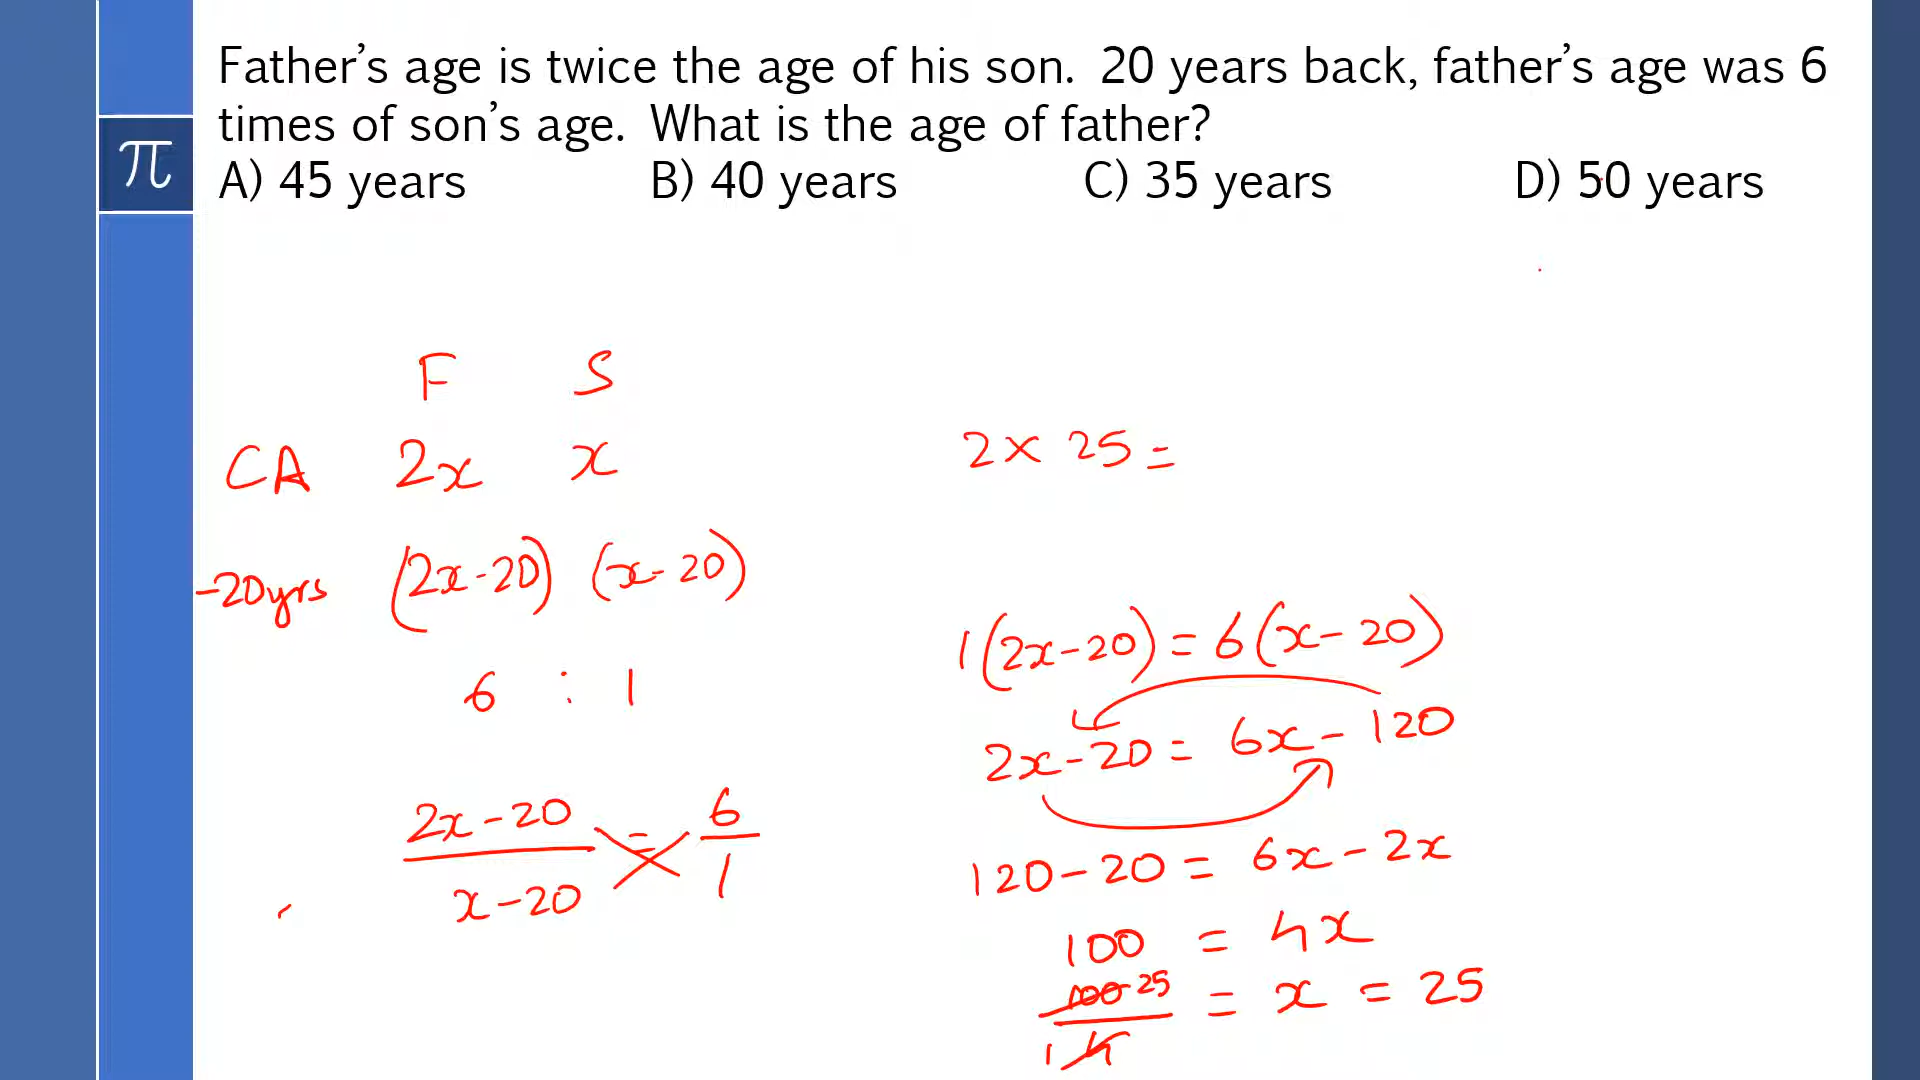 Father’s age is twice the age of his son. 20 years back, father’s age was 6
times of son’s age. What is the age of father?
A) 45 years B) 40 years C) 35 years D) 50 years
π
F S
CA 2x x
-20yrs (2x-20) (x-20)
6 : 1
2x-20 = 6
x-20 1
2 x 25 =
1(2x-20) = 6(x-20)
2x-20 = 6x-120
120-20 = 6x-2x
100 = 4x
100 25 = x = 25
1 4